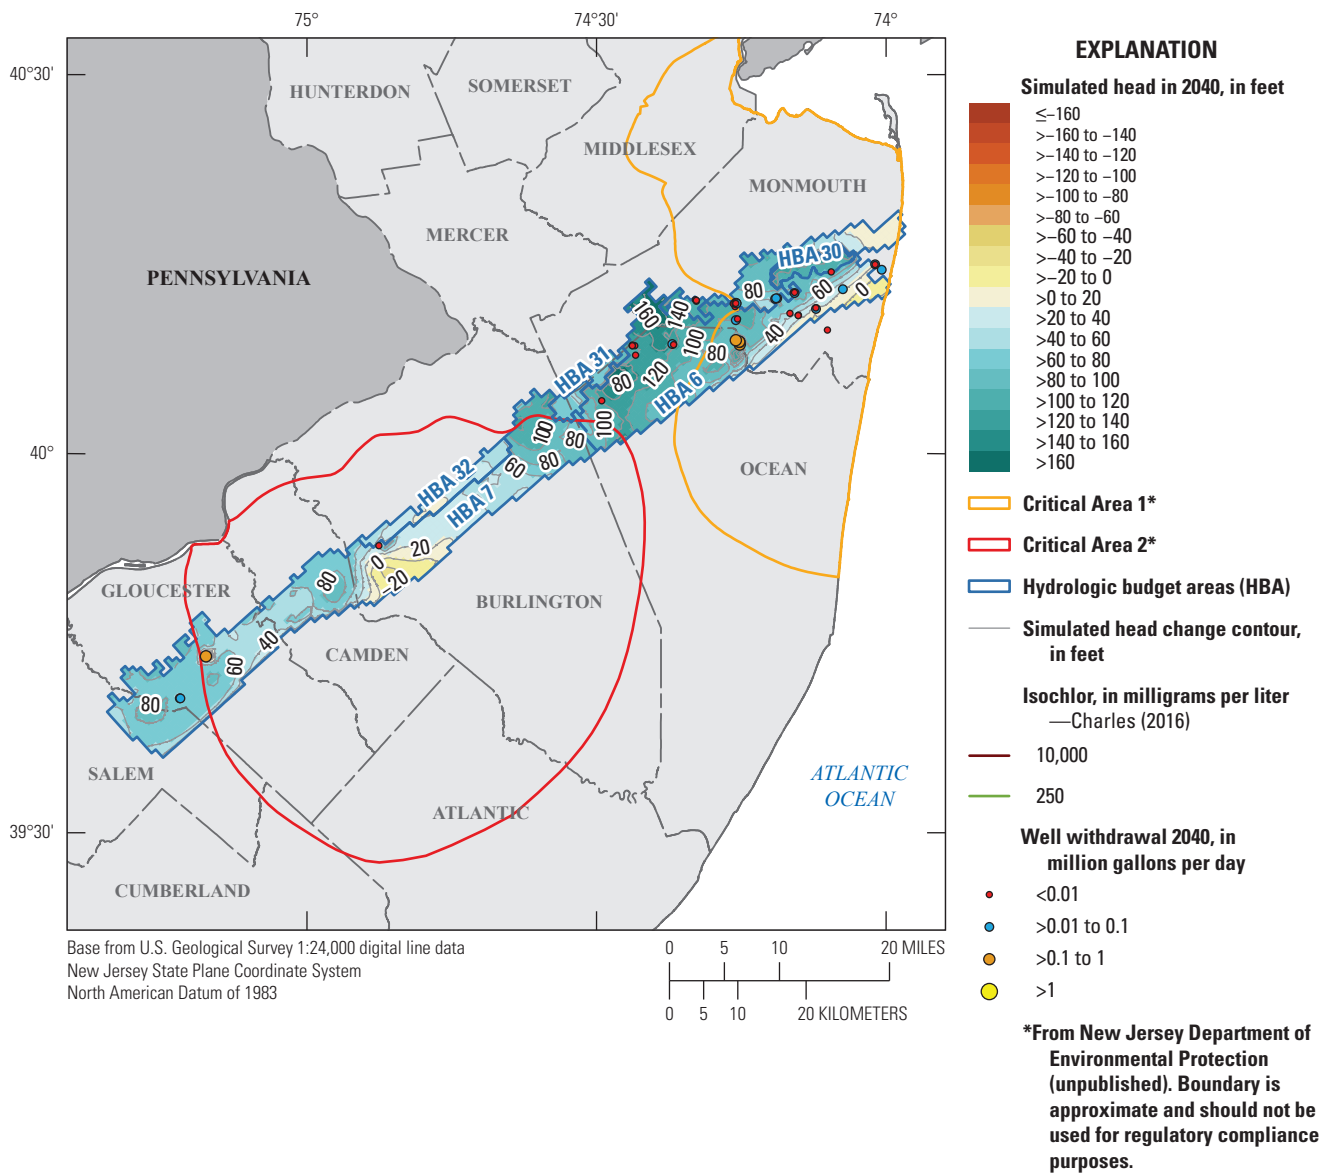 75°
74°30'
74°
40°30'
40°
39°30'
HUNTERDON
SOMERSET
MIDDLESEX
MONMOUTH
MERCER
PENNSYLVANIA
HBA 30
80
60
0
160
140
100
80
40
HBA 31
80
120
HBA 6
100
100
80
60
80
OCEAN
HBA 32
HBA 7
0
20
−20
80
GLOUCESTER
BURLINGTON
40
60
CAMDEN
80
SALEM
ATLANTIC
OCEAN
ATLANTIC
CUMBERLAND
Base from U.S. Geological Survey 1:24,000 digital line data
New Jersey State Plane Coordinate System
North American Datum of 1983
0 5 10 20 MILES
0 5 10 20 KILOMETERS
EXPLANATION
Simulated head in 2040, in feet
≤−160
>−160 to −140
>−140 to −120
>−120 to −100
>−100 to −80
>−80 to −60
>−60 to −40
>−40 to −20
>−20 to 0
>0 to 20
>20 to 40
>40 to 60
>60 to 80
>80 to 100
>100 to 120
>120 to 140
>140 to 160
>160
Critical Area 1*
Critical Area 2*
Hydrologic budget areas (HBA)
Simulated head change contour,
in feet
Isochlor, in milligrams per liter
—Charles (2016)
10,000
250
Well withdrawal 2040, in
million gallons per day
<0.01
>0.01 to 0.1
>0.1 to 1
>1
*From New Jersey Department of
Environmental Protection
(unpublished). Boundary is
approximate and should not be
used for regulatory compliance
purposes.